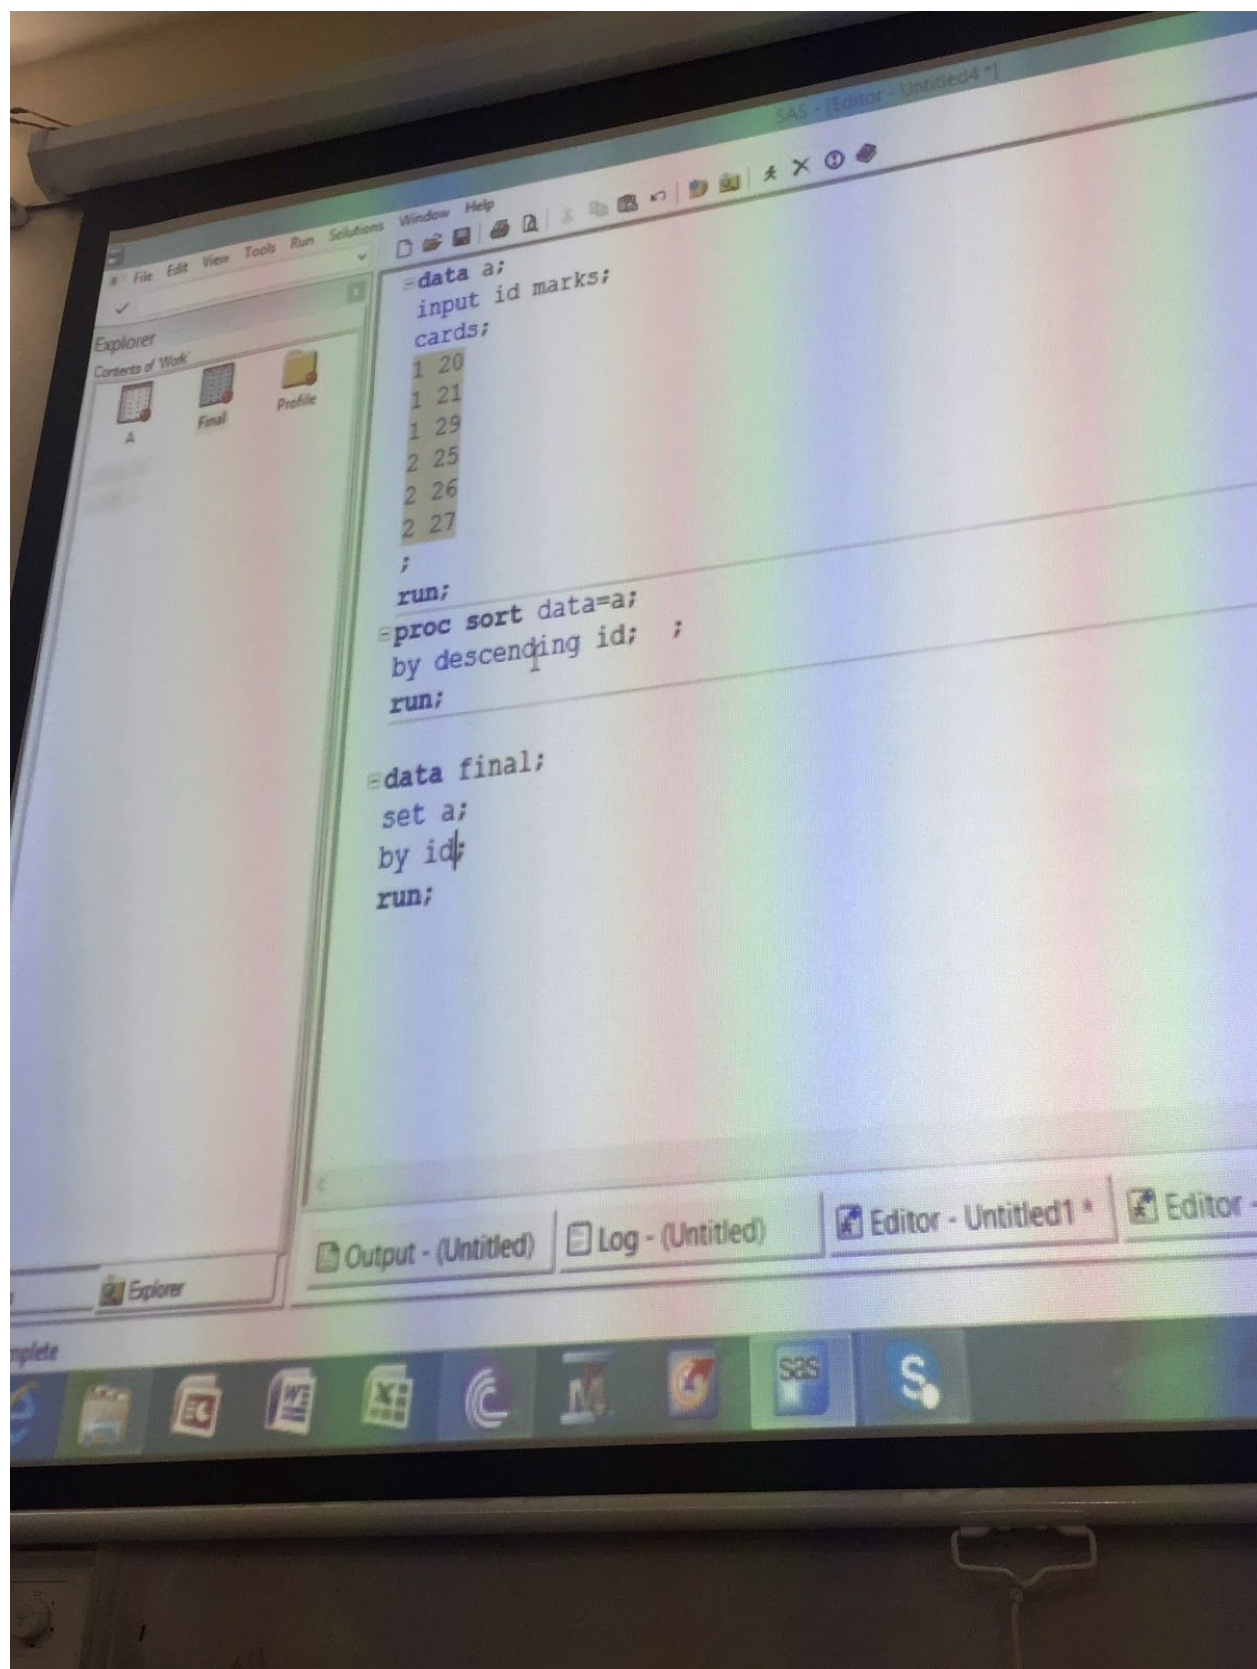 SAS - [Editor - Untitled4 *]
File Edit View Tools Run Solutions Window Help
Explorer
Contents of 'Work'
A
Final
Profile
data a;
input id marks;
cards;
1 20
1 21
1 29
2 25
2 26
2 27
;
run;
proc sort data=a;
by descending id; ;
run;
data final;
set a;
by id;
run;
Output - (Untitled)
Log - (Untitled)
Editor - Untitled1 *
Editor -
Explorer
mplete
sas